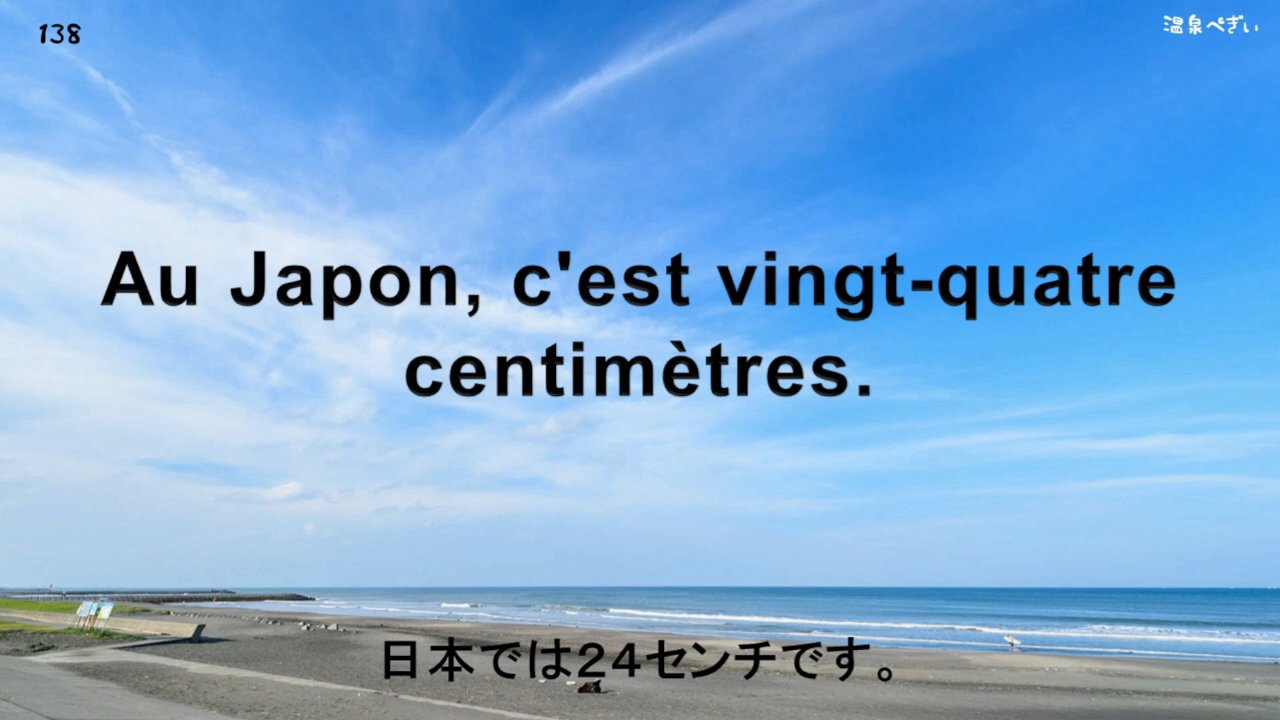 138
温泉ぺぎぃ
Au Japon, c'est vingt-quatre
centimètres.
日本では24センチです。